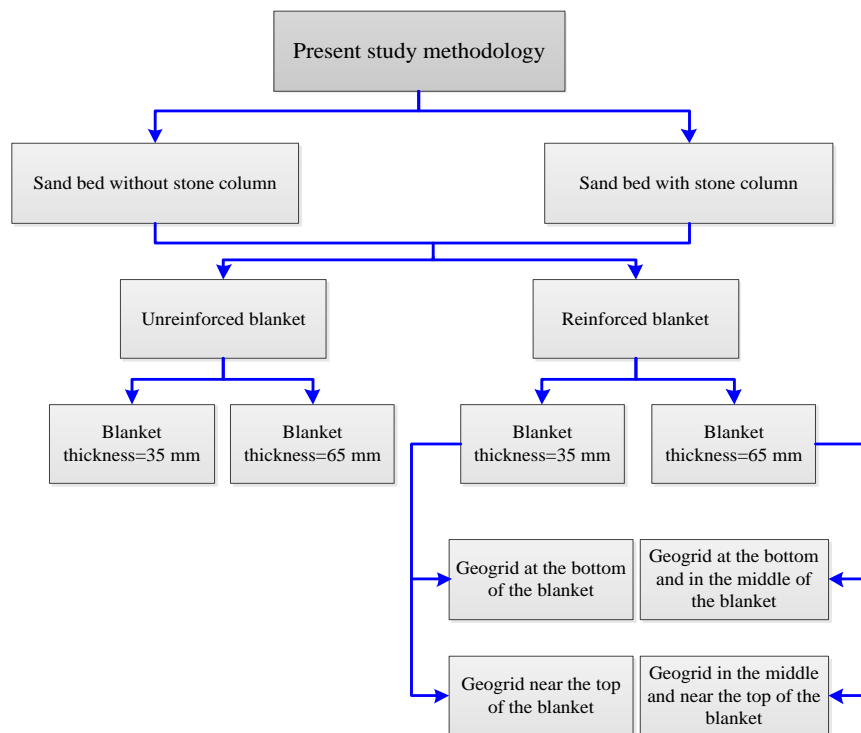 Present study methodology
Sand bed without stone column
Sand bed with stone column
Unreinforced blanket
Reinforced blanket
Blanket
thickness=35 mm
Blanket
thickness=65 mm
Blanket
thickness=35 mm
Blanket
thickness=65 mm
Geogrid at the bottom
of the blanket
Geogrid at the bottom
and in the middle of
the blanket
Geogrid near the top
of the blanket
Geogrid in the middle
and near the top of the
blanket